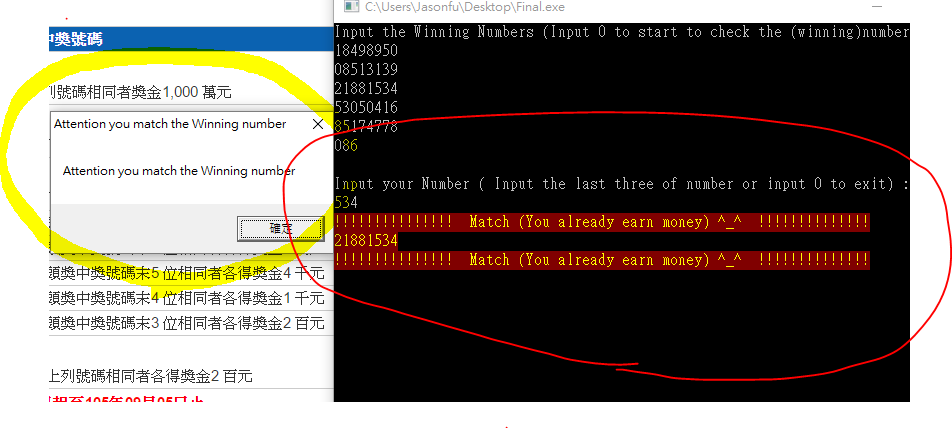 中獎號碼
列號碼相同者獎金1,000 萬元
Attention you match the Winning number
Attention you match the Winning number
確定
頭獎中獎號碼末5 位相同者各得獎金4 千元
頭獎中獎號碼末4 位相同者各得獎金1 千元
頭獎中獎號碼末3 位相同者各得獎金2 百元
上列號碼相同者各得獎金2 百元
C:\Users\Jasonfu\Desktop\Final.exe
Input the Winning Numbers (Input 0 to start to check the (winning)number
18498950
08513139
21881534
53050416
85174778
086
Input your Number ( Input the last three of number or input 0 to exit) :
534
!!!!!!!!!!!!!!! Match (You already earn money) ^_^ !!!!!!!!!!!!!!
21881534
!!!!!!!!!!!!!!! Match (You already earn money) ^_^ !!!!!!!!!!!!!!